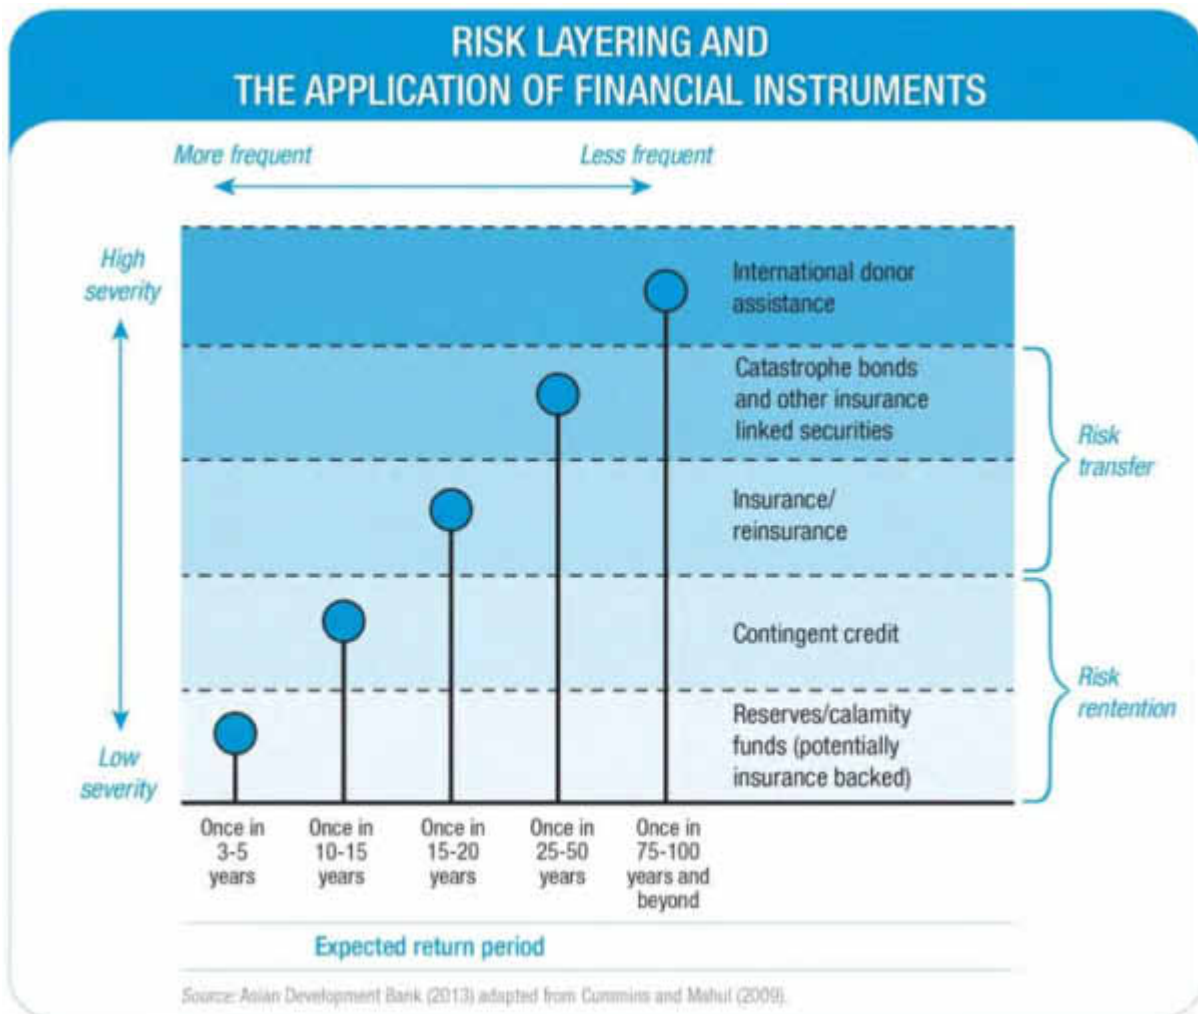 RISK LAYERING AND
THE APPLICATION OF FINANCIAL INSTRUMENTS
More frequent
Less frequent
High
severity
Low
severity
International donor
assistance
Catastrophe bonds
and other insurance
linked securities
Insurance/
reinsurance
Contingent credit
Reserves/calamity
funds (potentially
insurance backed)
Risk
transfer
Risk
rentention
Once in
3-5
years
Once in
10-15
years
Once in
15-20
years
Once in
25-50
years
Once in
75-100
years and
beyond
Expected return period
Source: Asian Development Bank (2013) adapted from Cummins and Mahul (2009).